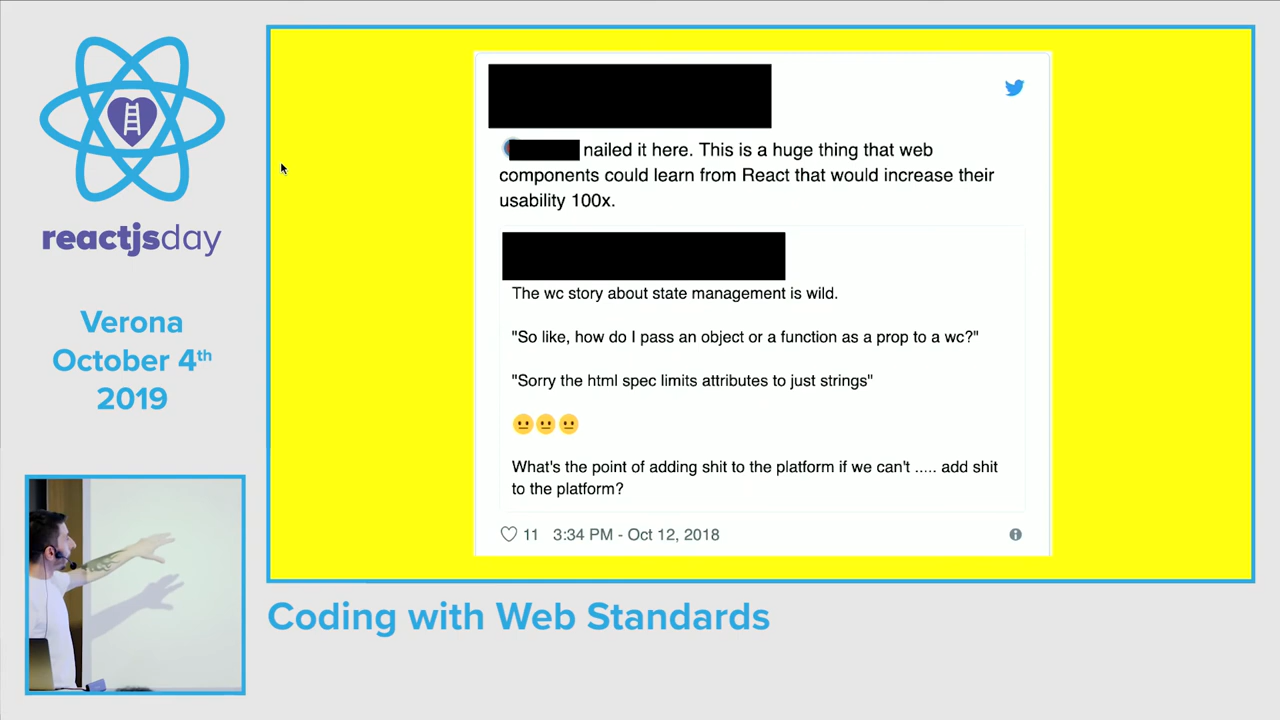 reactjsday
Verona
October 4th
2019
nailed it here. This is a huge thing that web
components could learn from React that would increase their
usability 100x.
The wc story about state management is wild.
"So like, how do I pass an object or a function as a prop to a wc?"
"Sorry the html spec limits attributes to just strings"
😐😐😐
What's the point of adding shit to the platform if we can't ..... add shit
to the platform?
11 3:34 PM - Oct 12, 2018
Coding with Web Standards